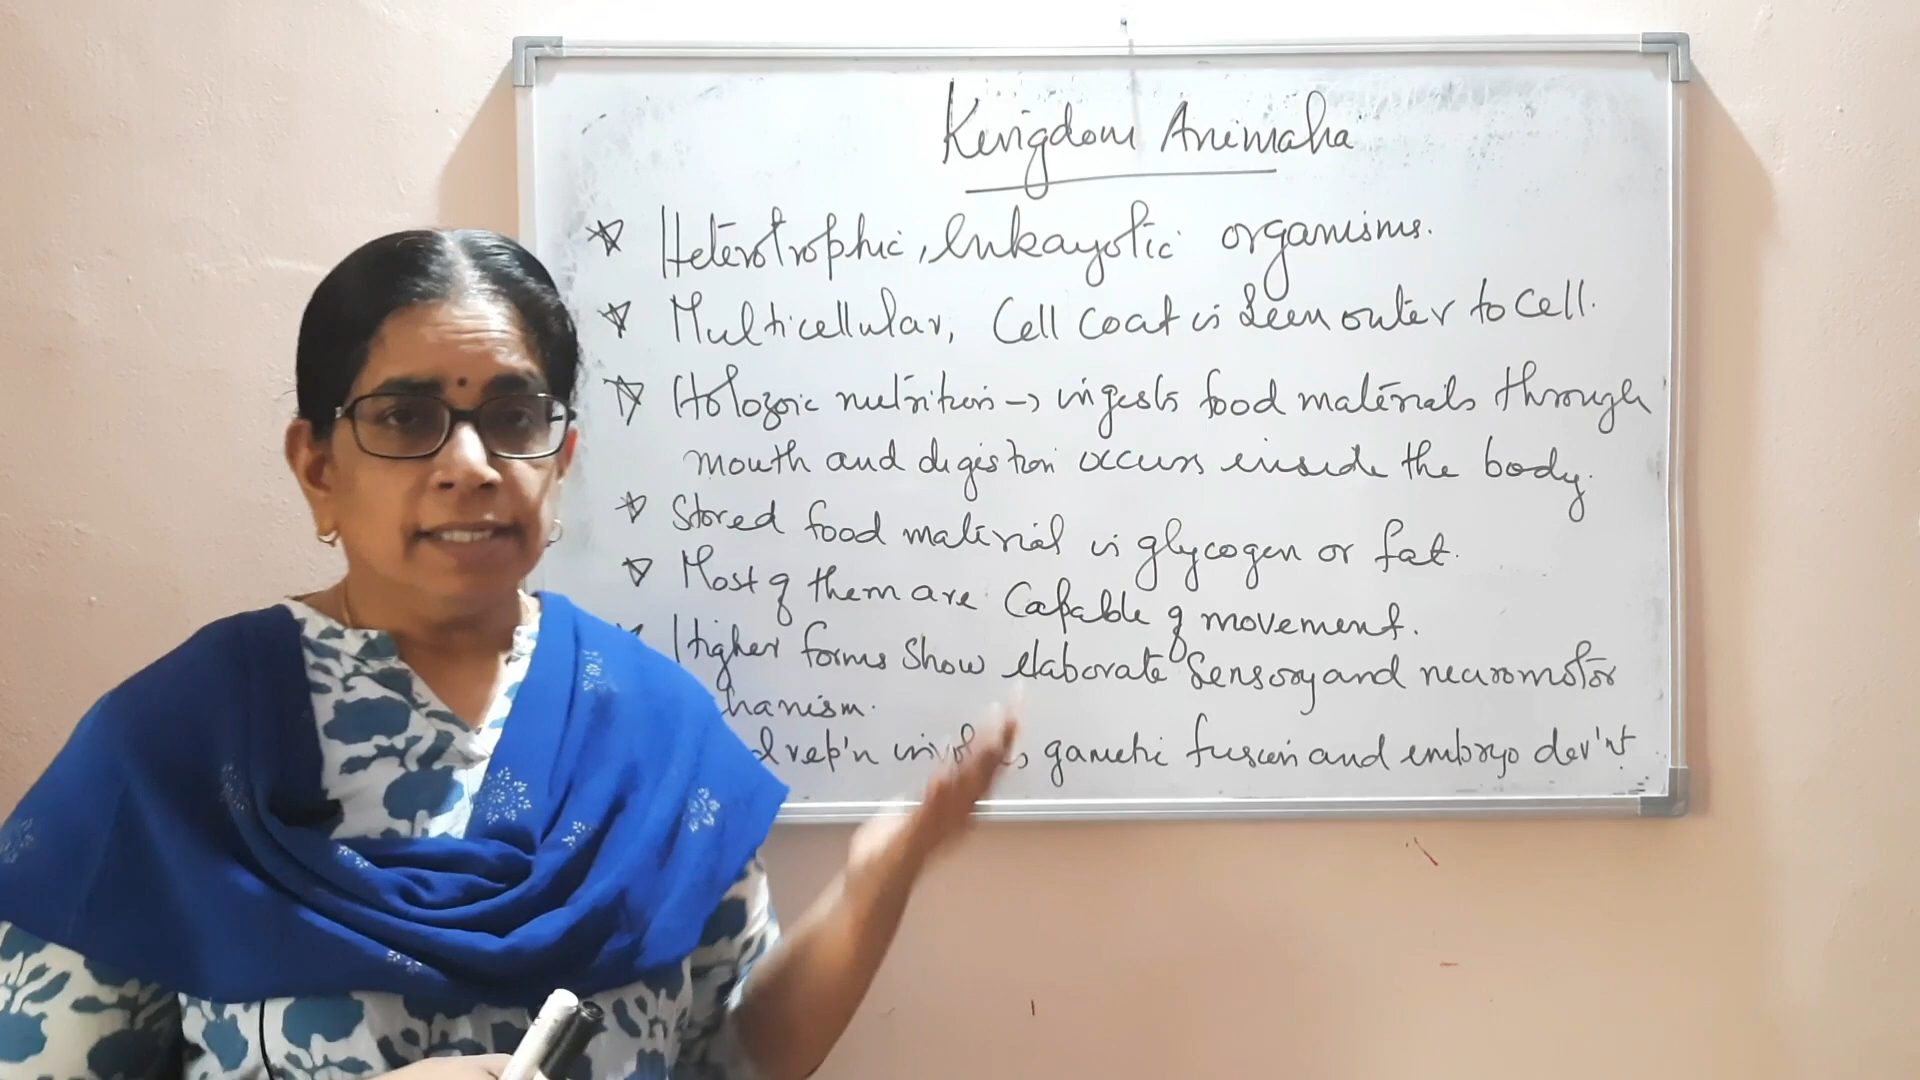 Kingdom Animalia
Heterotrophic, Eukayotic organisms.
Multicellular, Cell coat is seen outer to cell.
Holozoic nutrition → ingests food materials through
mouth and digestion occurs inside the body.
Stored food material is glycogen or fat.
Most of them are capable of movement.
Higher forms show elaborate sensory and neuromotor
hanism.
rep'n gametic fusion and embryo dev'nt